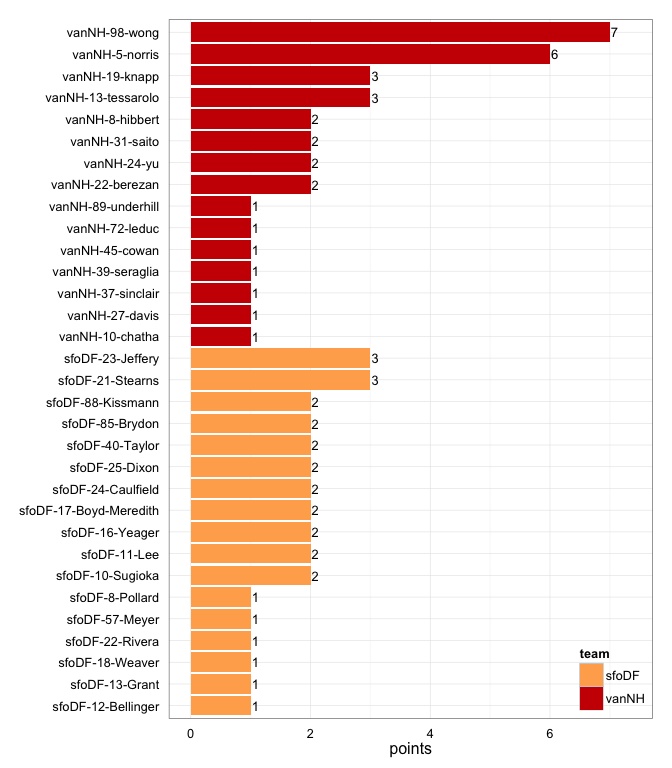 vanNH-98-wong 7
vanNH-5-norris 6
vanNH-19-knapp 3
vanNH-13-tessarolo 3
vanNH-8-hibbert 2
vanNH-31-saito 2
vanNH-24-yu 2
vanNH-22-berezan 2
vanNH-89-underhill 1
vanNH-72-leduc 1
vanNH-45-cowan 1
vanNH-39-seraglia 1
vanNH-37-sinclair 1
vanNH-27-davis 1
vanNH-10-chatha 1
sfoDF-23-Jeffery 3
sfoDF-21-Stearns 3
sfoDF-88-Kissmann 2
sfoDF-85-Brydon 2
sfoDF-40-Taylor 2
sfoDF-25-Dixon 2
sfoDF-24-Caulfield 2
sfoDF-17-Boyd-Meredith 2
sfoDF-16-Yeager 2
sfoDF-11-Lee 2
sfoDF-10-Sugioka 2
sfoDF-8-Pollard 1
sfoDF-57-Meyer 1
sfoDF-22-Rivera 1
sfoDF-18-Weaver 1
sfoDF-13-Grant 1
sfoDF-12-Bellinger 1
team
sfoDF
vanNH
0 2 4 6
points